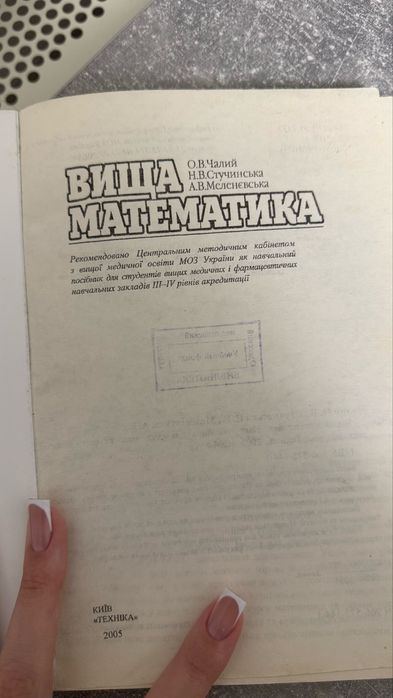 О.В.Чалий
Н.В.Стучинська
А.В.Мєлєнєвська
ВИЩА
МАТЕМАТИКА
Рекомендовано Центральним методичним кабінетом
з вищої медичної освіти МОЗ України як навчальний
посібник для студентів вищих медичних і фармацевтичних
навчальних закладів III–IV рівнів акредитації
КИЇВ
«ТЕХНІКА»
2005